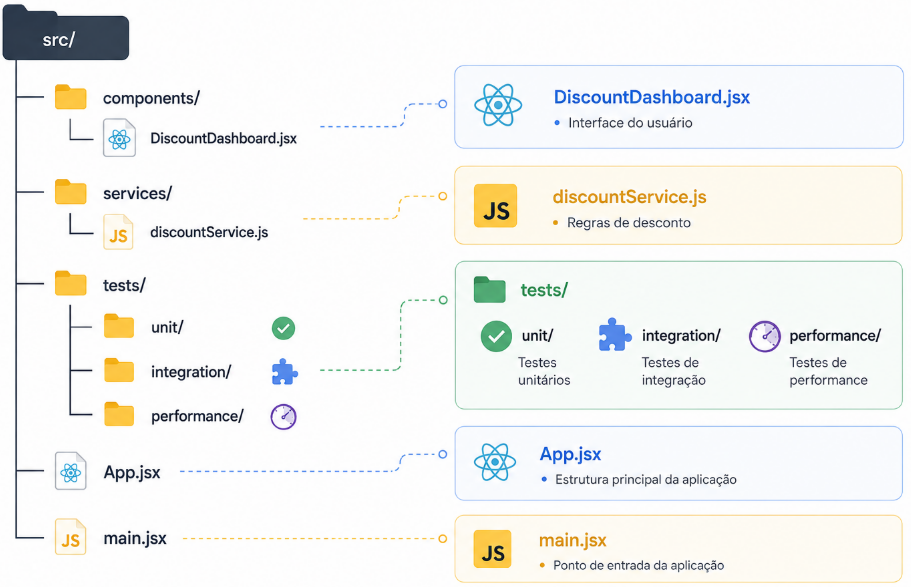 src/
components/
DiscountDashboard.jsx
services/
JS
discountService.js
tests/
unit/
integration/
performance/
App.jsx
JS
main.jsx
DiscountDashboard.jsx
• Interface do usuário
JS
discountService.js
• Regras de desconto
tests/
unit/
Testes
unitários
integration/
Testes de
integração
performance/
Testes de
performance
App.jsx
• Estrutura principal da aplicação
JS
main.jsx
• Ponto de entrada da aplicação